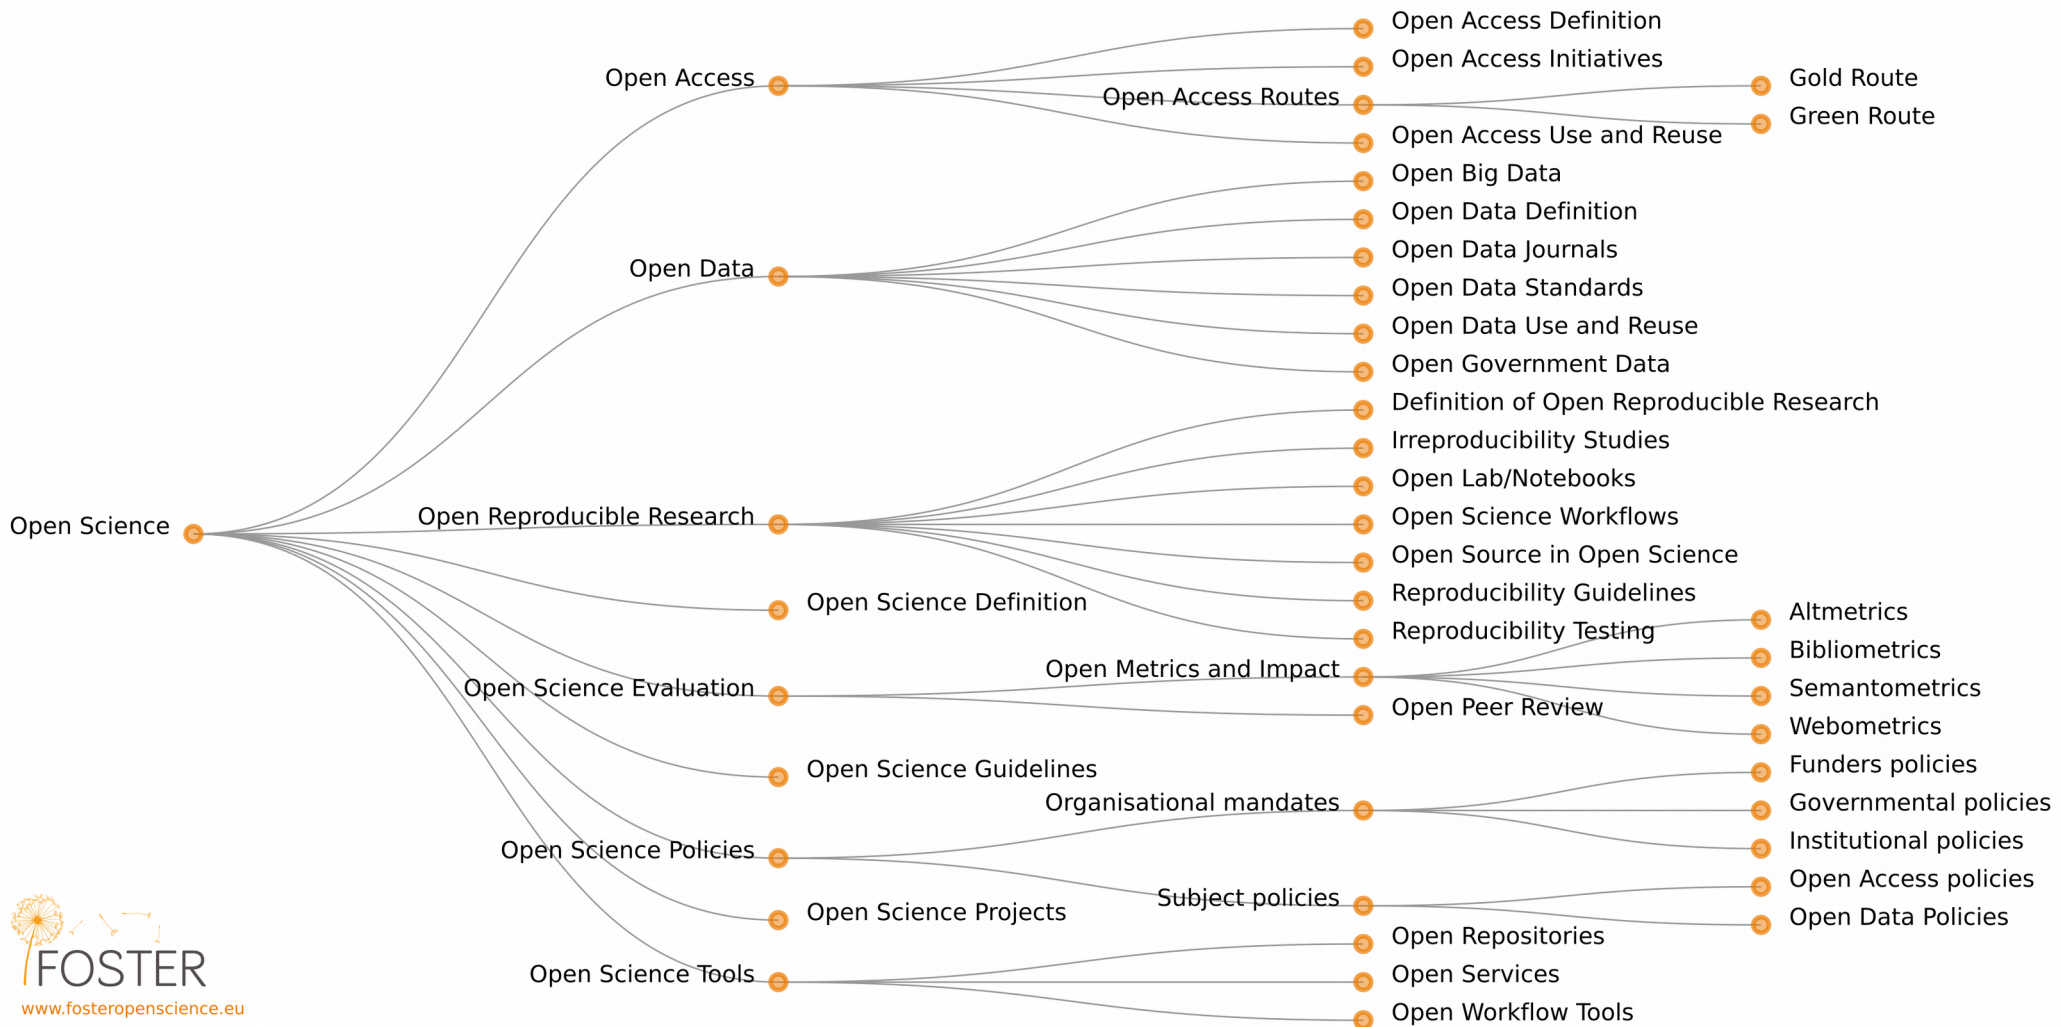 Open Access Definition
Open Access Initiatives
Open Access
Gold Route
Open Access Routes
Green Route
Open Access Use and Reuse
Open Big Data
Open Data Definition
Open Data Journals
Open Data
Open Data Standards
Open Data Use and Reuse
Open Government Data
Definition of Open Reproducible Research
Irreproducibility Studies
Open Lab/Notebooks
Open Science
Open Reproducible Research
Open Science Workflows
Open Source in Open Science
Reproducibility Guidelines
Open Science Definition
Altmetrics
Reproducibility Testing
Bibliometrics
Open Metrics and Impact
Open Science Evaluation
Semantometrics
Open Peer Review
Webometrics
Open Science Guidelines
Funders policies
Organisational mandates
Governmental policies
Institutional policies
Open Science Policies
Open Access policies
Subject policies
Open Science Projects
Open Data Policies
Open Repositories
Open Science Tools
Open Services
Open Workflow Tools
FOSTER
www.fosteropenscience.eu